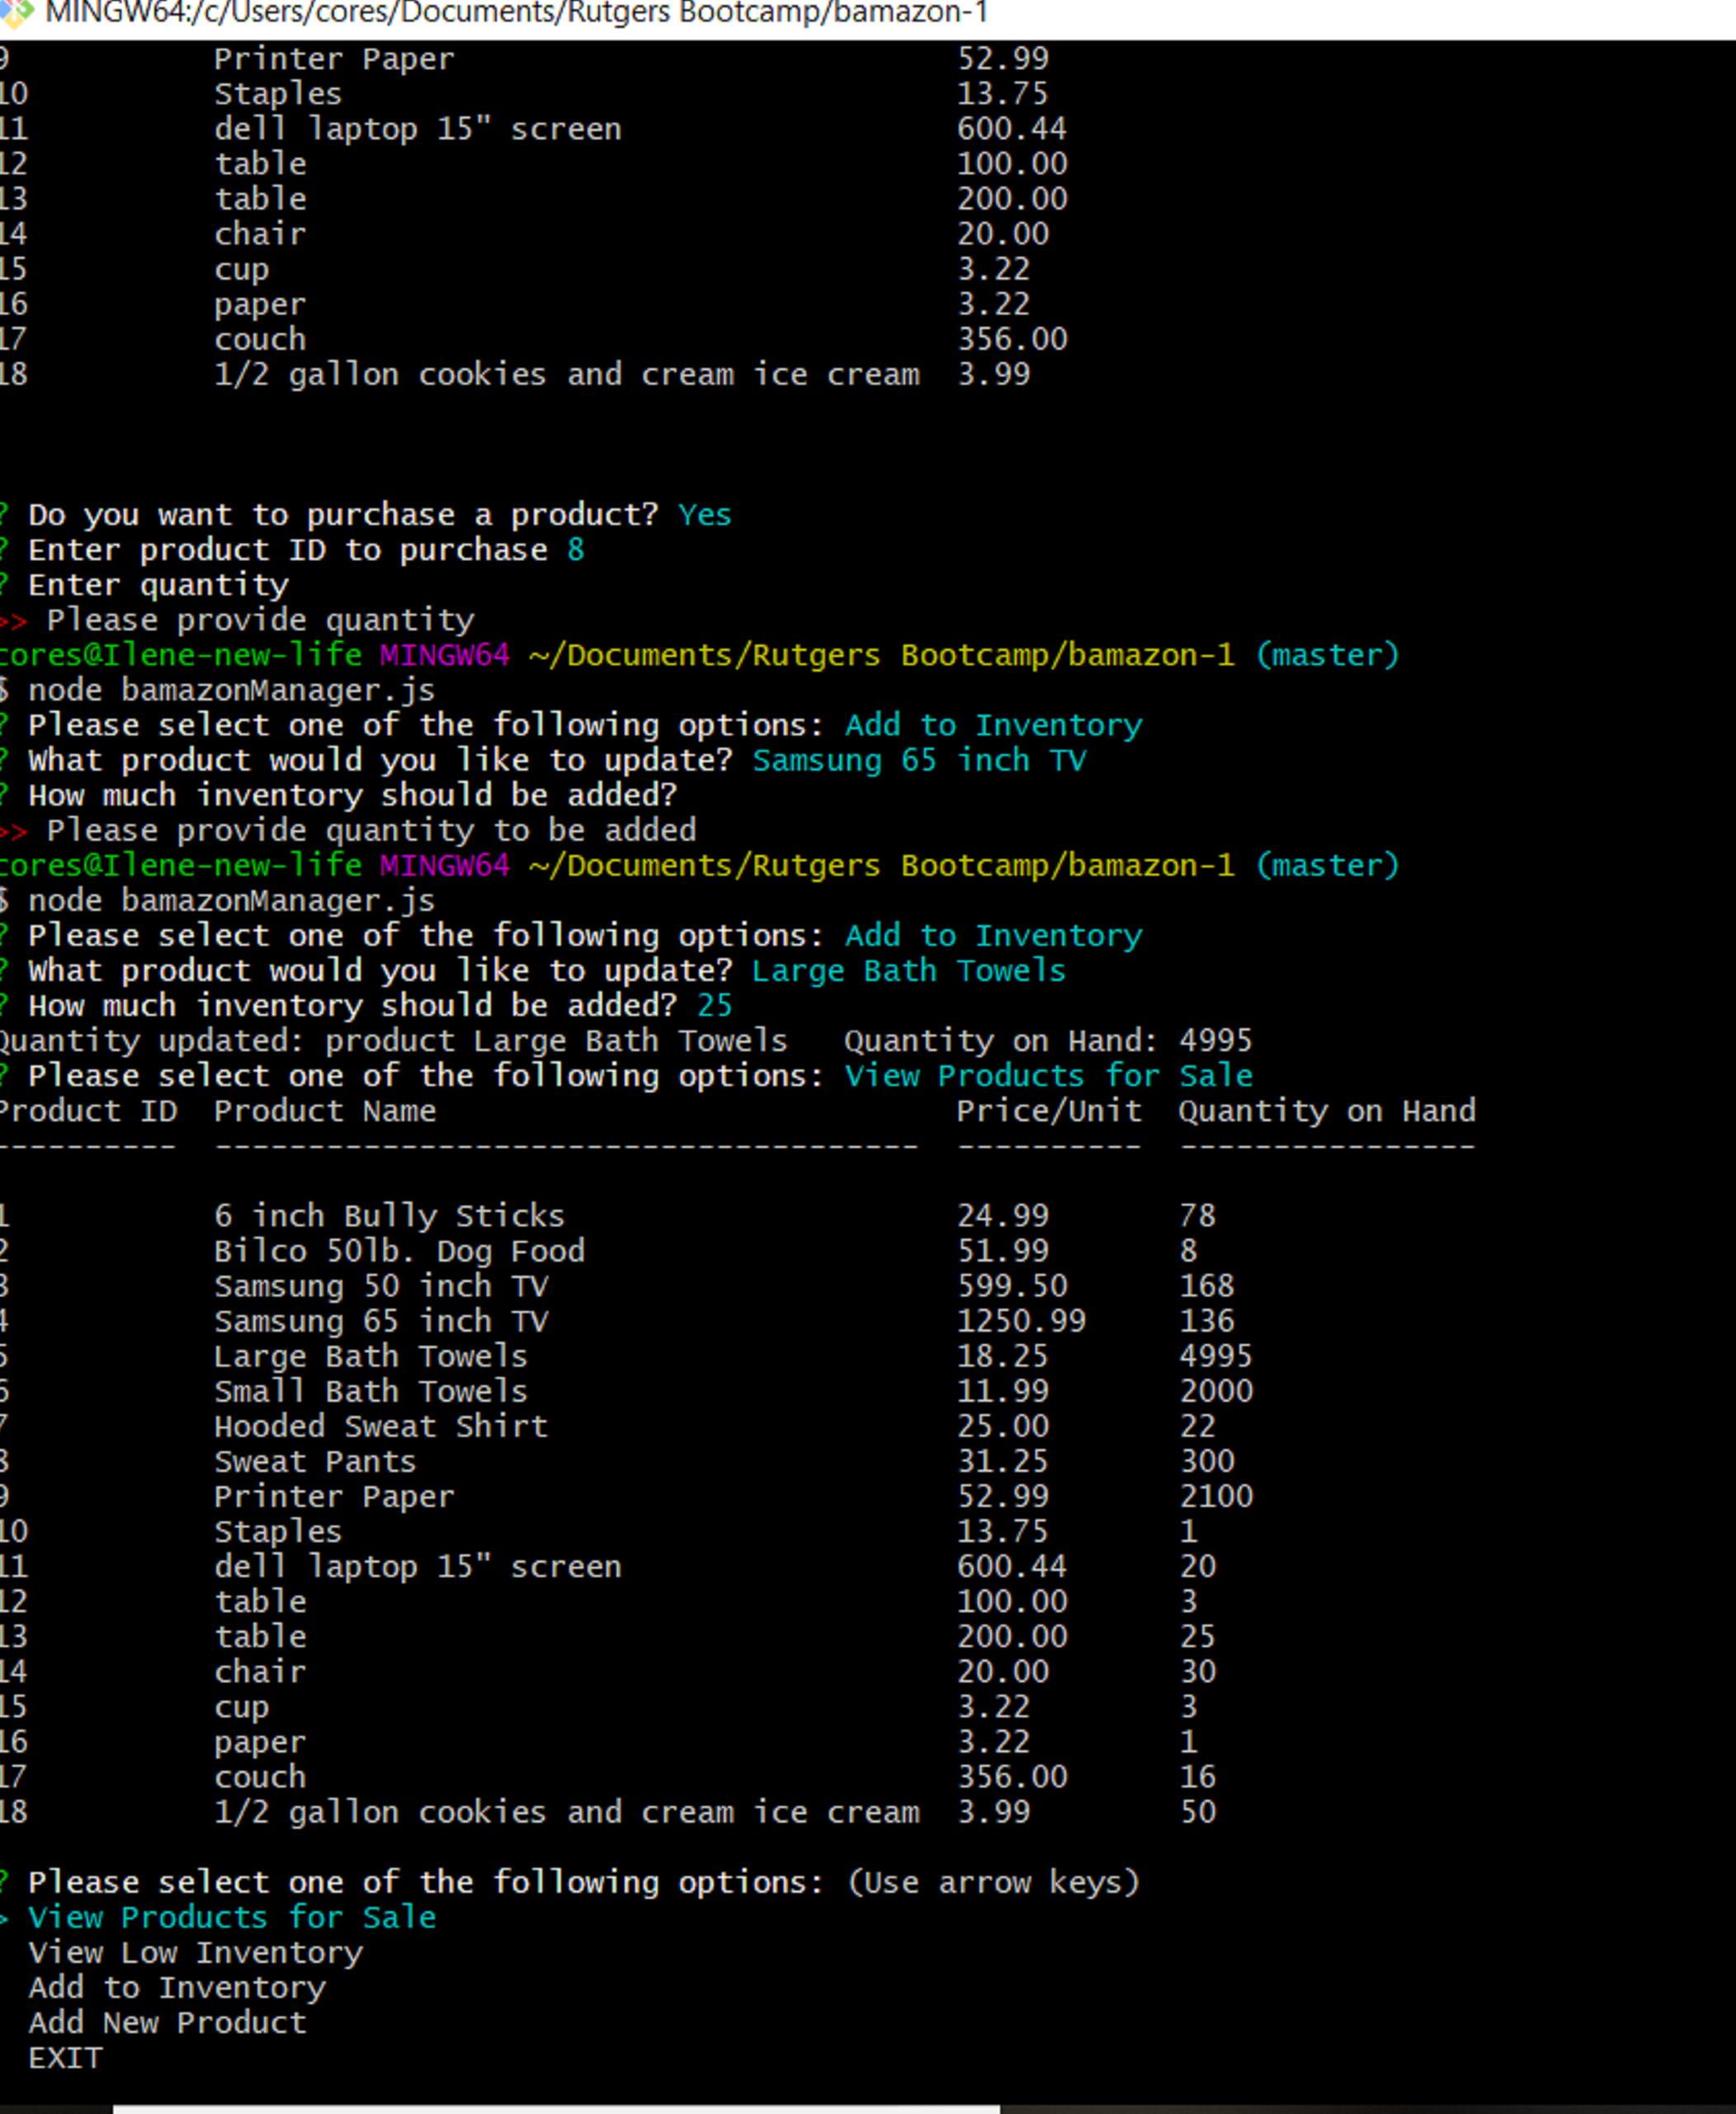 MINGW64:/c/Users/cores/Documents/Rutgers Bootcamp/bamazon-1
9 Printer Paper 52.99
10 Staples 13.75
11 dell laptop 15" screen 600.44
12 table 100.00
13 table 200.00
14 chair 20.00
15 cup 3.22
16 paper 3.22
17 couch 356.00
18 1/2 gallon cookies and cream ice cream 3.99
? Do you want to purchase a product? Yes
? Enter product ID to purchase 8
? Enter quantity
>> Please provide quantity
cores@Ilene-new-life MINGW64 ~/Documents/Rutgers Bootcamp/bamazon-1 (master)
$ node bamazonManager.js
? Please select one of the following options: Add to Inventory
? What product would you like to update? Samsung 65 inch TV
? How much inventory should be added?
>> Please provide quantity to be added
cores@Ilene-new-life MINGW64 ~/Documents/Rutgers Bootcamp/bamazon-1 (master)
$ node bamazonManager.js
? Please select one of the following options: Add to Inventory
? What product would you like to update? Large Bath Towels
? How much inventory should be added? 25
Quantity updated: product Large Bath Towels Quantity on Hand: 4995
? Please select one of the following options: View Products for Sale
Product ID Product Name Price/Unit Quantity on Hand
---------- -------------------------------------- ---------- ----------------
1 6 inch Bully Sticks 24.99 78
2 Bilco 50lb. Dog Food 51.99 8
3 Samsung 50 inch TV 599.50 168
4 Samsung 65 inch TV 1250.99 136
5 Large Bath Towels 18.25 4995
6 Small Bath Towels 11.99 2000
7 Hooded Sweat Shirt 25.00 22
8 Sweat Pants 31.25 300
9 Printer Paper 52.99 2100
10 Staples 13.75 1
11 dell laptop 15" screen 600.44 20
12 table 100.00 3
13 table 200.00 25
14 chair 20.00 30
15 cup 3.22 3
16 paper 3.22 1
17 couch 356.00 16
18 1/2 gallon cookies and cream ice cream 3.99 50
? Please select one of the following options: (Use arrow keys)
> View Products for Sale
View Low Inventory
Add to Inventory
Add New Product
EXIT